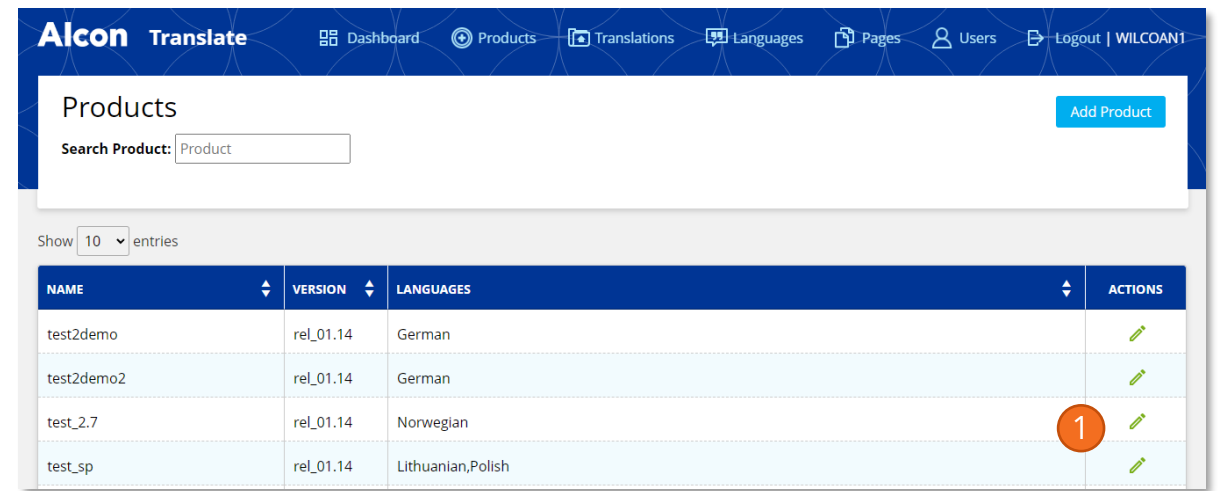 Alcon Translate Dashboard Products Translations Languages Pages Users Logout | WILCOAN1
Products
Add Product
Search Product: Product
Show 10 entries
NAME VERSION LANGUAGES ACTIONS
test2demo rel_01.14 German
test2demo2 rel_01.14 German
test_2.7 rel_01.14 Norwegian 1
test_sp rel_01.14 Lithuanian,Polish